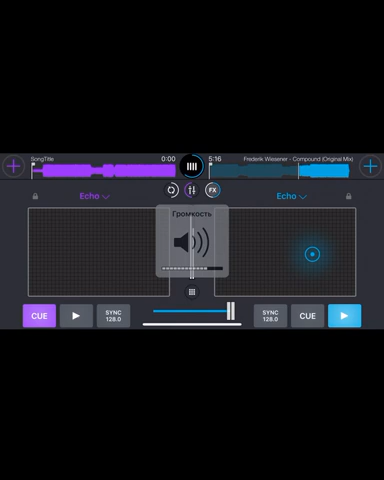 SongTitle
0:00
5:16
Frederik Wiesener - Compound (Original Mix)
FX
Echo
Echo
Громкость
CUE
SYNC
128.0
SYNC
128.0
CUE